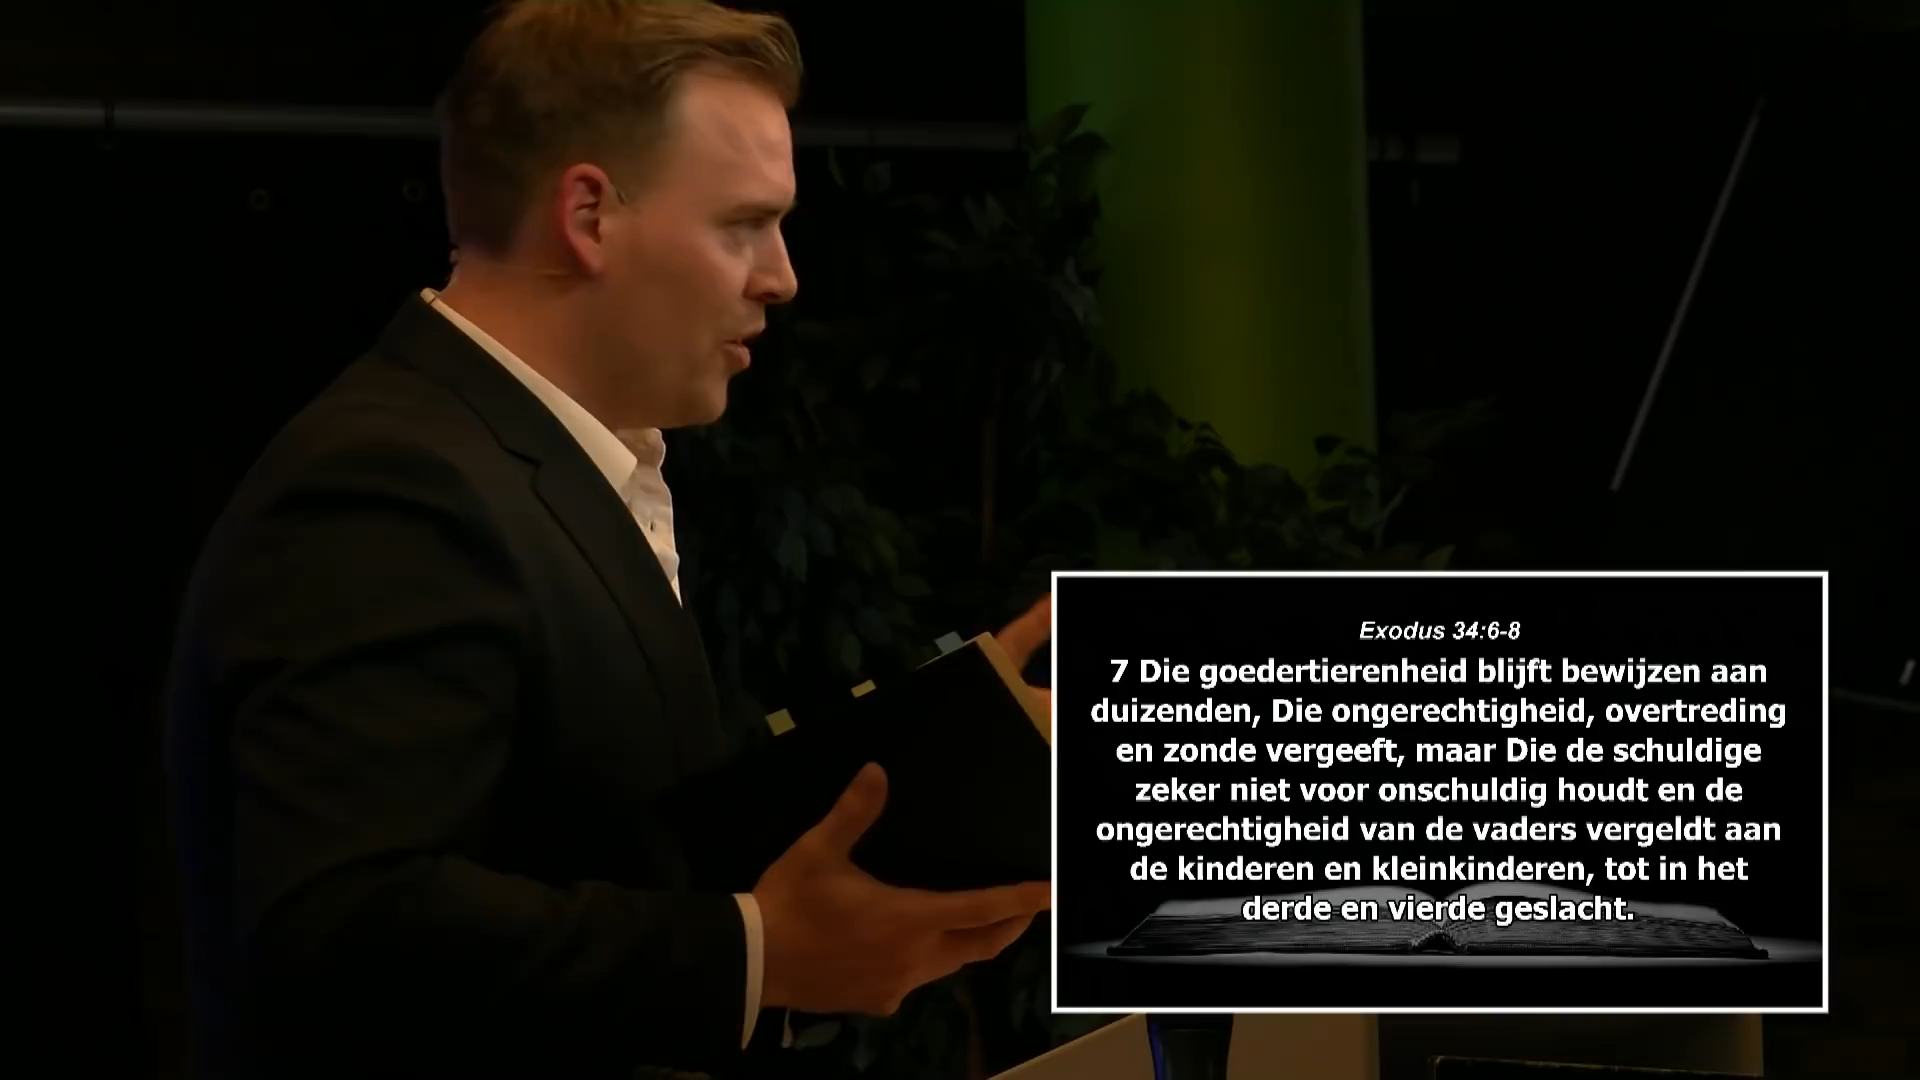 Exodus 34:6-8
7 Die goedertierenheid blijft bewijzen aan
duizenden, Die ongerechtigheid, overtreding
en zonde vergeeft, maar Die de schuldige
zeker niet voor onschuldig houdt en de
ongerechtigheid van de vaders vergeldt aan
de kinderen en kleinkinderen, tot in het
derde en vierde geslacht.